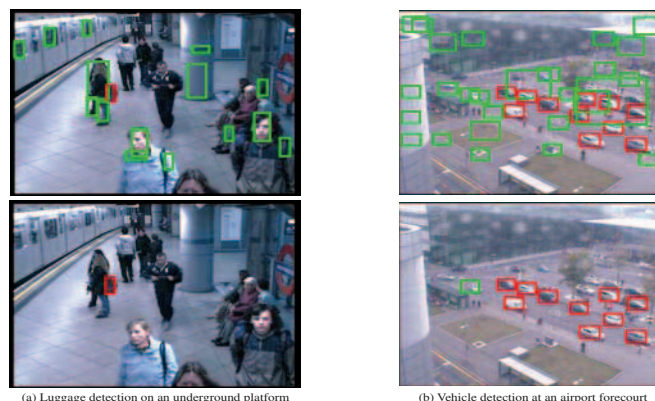 (a) Luggage detection on an underground platform
(b) Vehicle detection at an airport forecourt